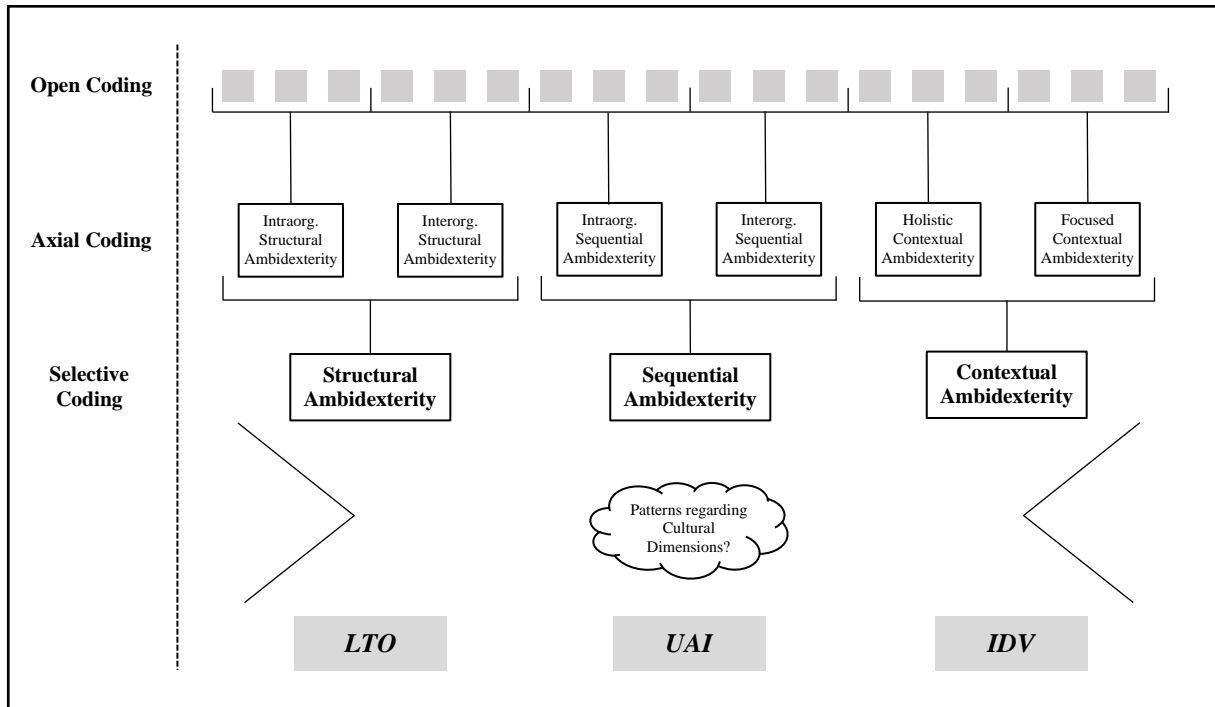 Open Coding
Axial Coding
Intraorg.
Structural
Ambidexterity
Interorg.
Structural
Ambidexterity
Intraorg.
Sequential
Ambidexterity
Interorg.
Sequential
Ambidexterity
Holistic
Contextual
Ambidexterity
Focused
Contextual
Ambidexterity
Selective
Coding
Structural
Ambidexterity
Sequential
Ambidexterity
Contextual
Ambidexterity
Patterns regarding
Cultural
Dimensions?
LTO
UAI
IDV